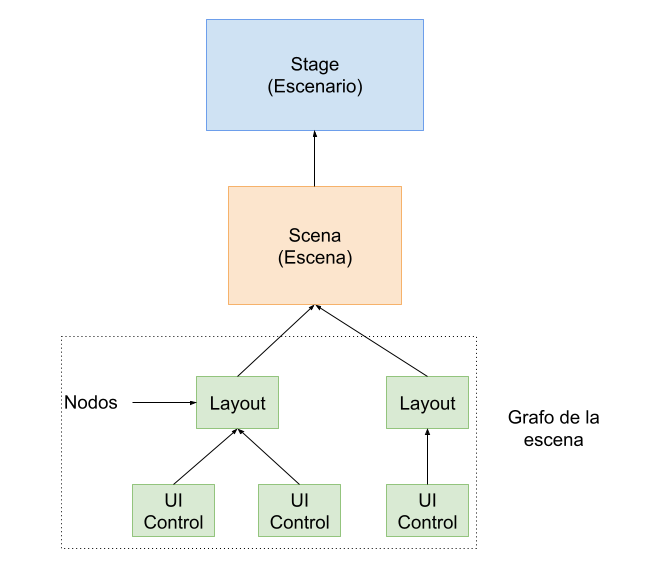 Stage
(Escenario)
Scena
(Escena)
Nodos
Layout
Layout
Grafo de la
escena
UI
Control
UI
Control
UI
Control